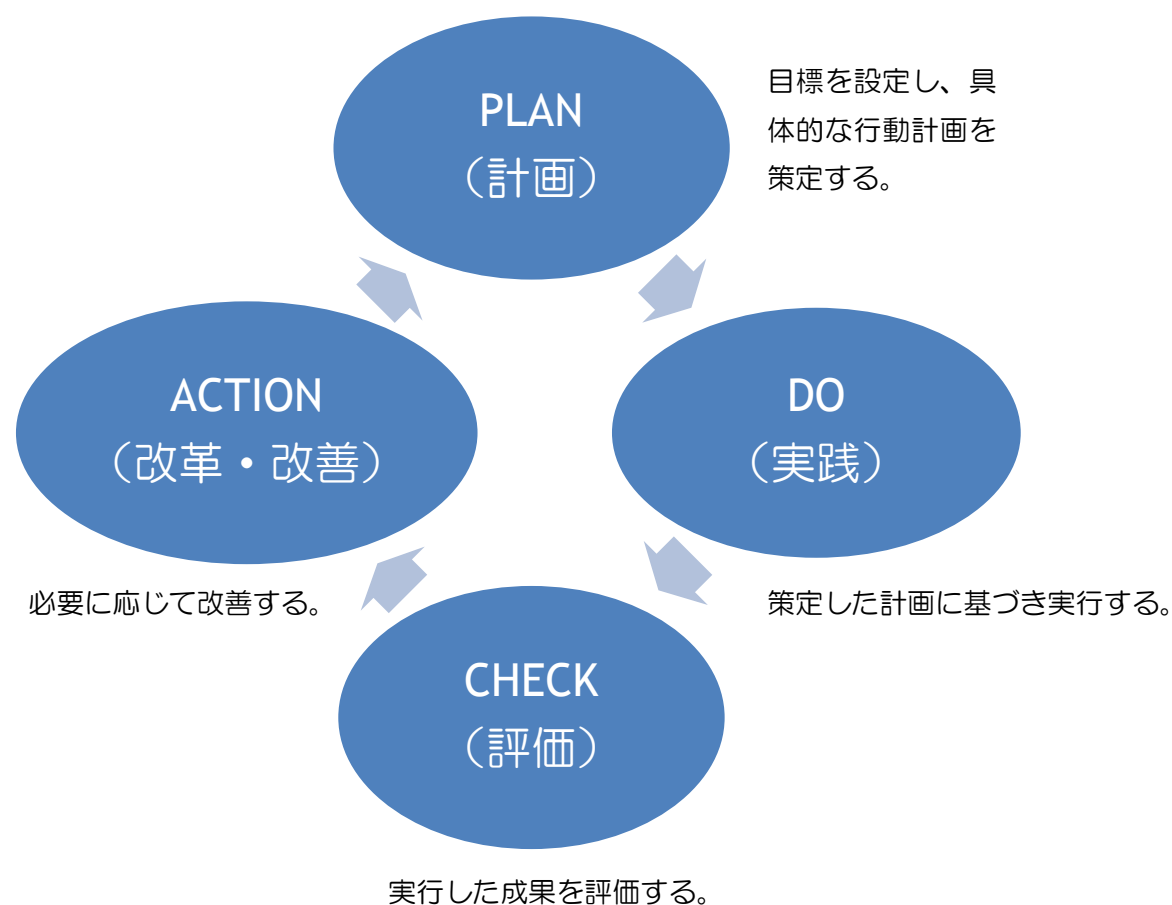 PLAN
（計画）
目標を設定し、具
体的な行動計画を
策定する。
ACTION
（改革・改善）
DO
（実践）
必要に応じて改善する。
策定した計画に基づき実行する。
CHECK
（評価）
実行した成果を評価する。